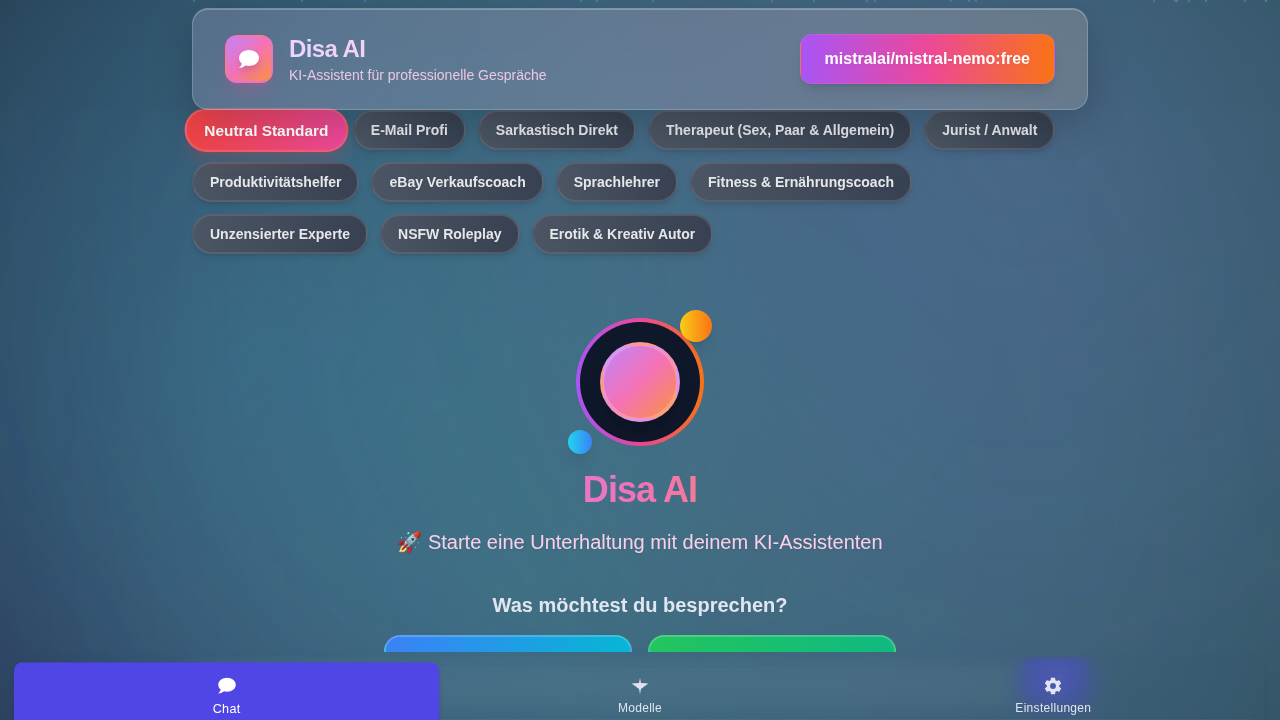 Disa AI
KI-Assistent für professionelle Gespräche
mistralai/mistral-nemo:free
Neutral Standard
E-Mail Profi
Sarkastisch Direkt
Therapeut (Sex, Paar & Allgemein)
Jurist / Anwalt
Produktivitätshelfer
eBay Verkaufscoach
Sprachlehrer
Fitness & Ernährungscoach
Unzensierter Experte
NSFW Roleplay
Erotik & Kreativ Autor
Disa AI
🚀 Starte eine Unterhaltung mit deinem KI-Assistenten
Was möchtest du besprechen?
Chat
Modelle
Einstellungen